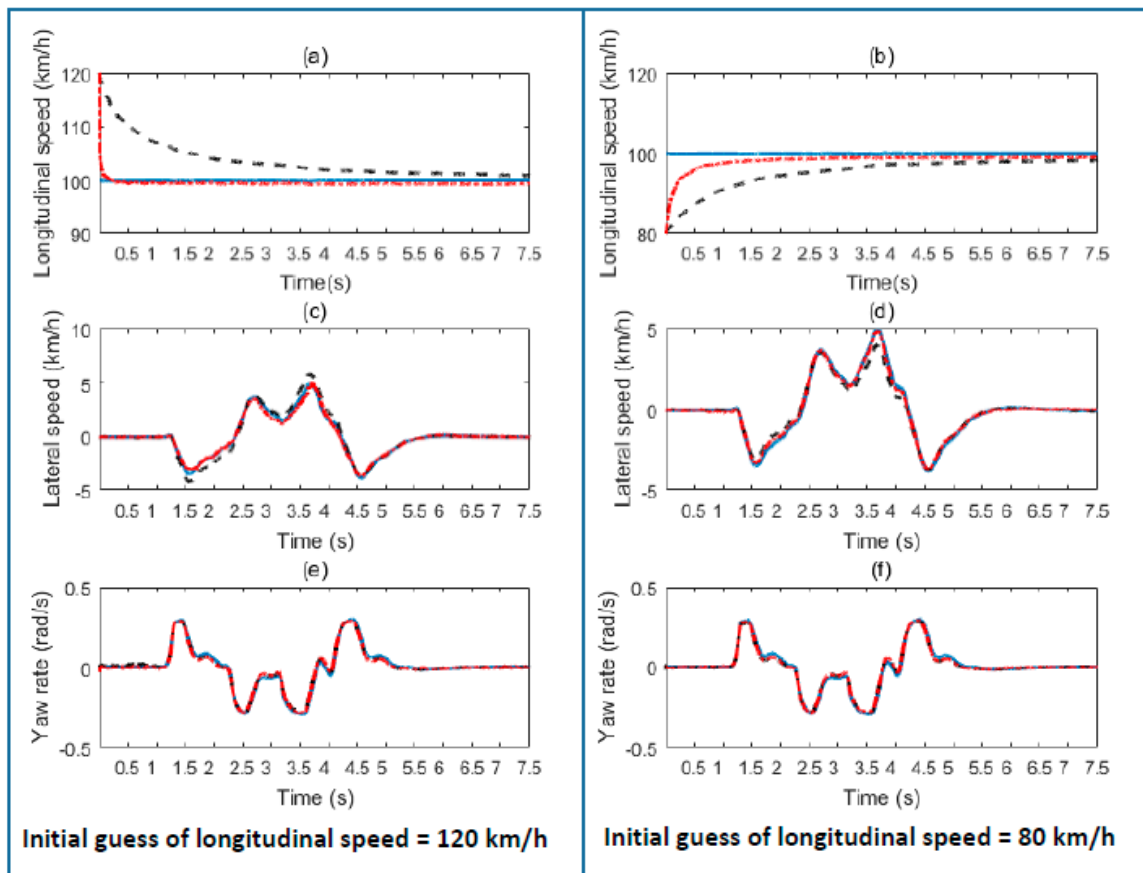 (a)
Longitudinal speed (km/h)
120
110
100
90
0.5 1 1.5 2 2.5 3 3.5 4 4.5 5 5.5 6 6.5 7 7.5
Time(s)
(b)
Longitudinal speed (km/h)
120
100
80
0.5 1 1.5 2 2.5 3 3.5 4 4.5 5 5.6 6 6.5 7 7.5
Time(s)
(c)
Lateral speed (km/h)
10
5
0
-5
0.5 1 1.5 2 2.5 3 3.5 4 4.5 5 5.6 6 6.5 7 7.5
Time (s)
(d)
Lateral speed (km/h)
5
0
-5
0.5 1 1.5 2 2.5 3 3.5 4 4.5 5 5.6 6 6.5 7 7.5
Time (s)
(e)
Yaw rate (rad/s)
0.5
0
-0.5
0.5 1 1.5 2 2.5 3 3.5 4 4.5 5 5.6 6 6.5 7 7.5
Time (s)
(f)
Yaw rate (rad/s)
0.5
0
-0.5
0.5 1 1.5 2 2.5 3 3.5 4 4.5 5 5.6 6 6.5 7 7.5
Time (s)
Initial guess of longitudinal speed = 120 km/h
Initial guess of longitudinal speed = 80 km/h